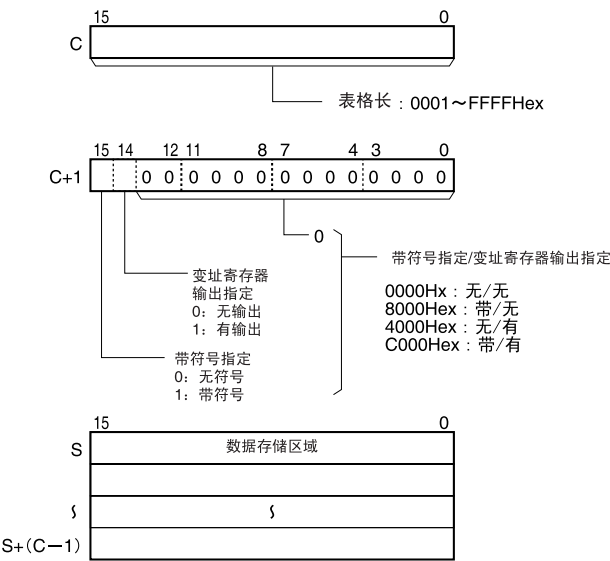 15 0
C
表格长：0001～FFFFHex
15 14 12 11 8 7 4 3 0
C+1 0 0 0 0 0 0 0 0 0 0 0 0 0 0
0
带符号指定/变址寄存器输出指定
变址寄存器
输出指定
0：无输出
1：有输出
0000Hx：无/无
8000Hex：带/无
4000Hex：无/有
C000Hex：带/有
带符号指定
0：无符号
1：带符号
15 0
S 数据存储区域
S+(C－1)